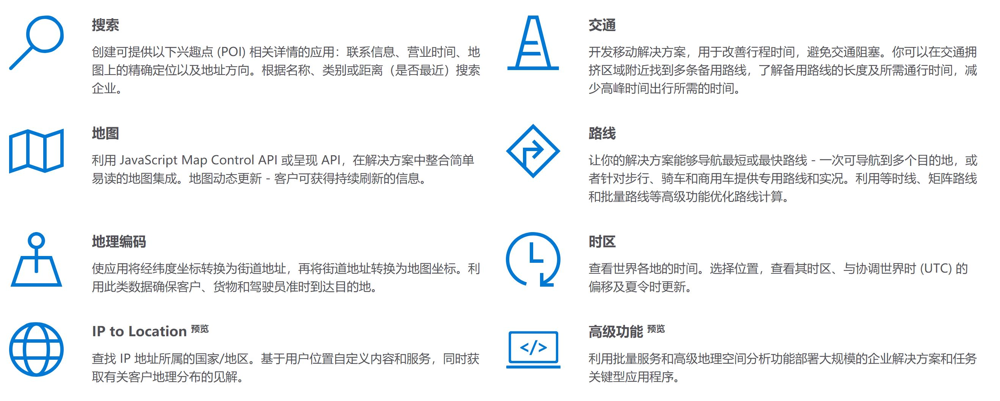 搜索
创建可提供以下兴趣点 (POI) 相关详情的应用：联系信息、营业时间、地
图上的精确定位以及地址方向。根据名称、类别或距离（是否最近）搜索
企业。
交通
开发移动解决方案，用于改善行程时间，避免交通阻塞。你可以在交通拥
挤区域附近找到多条备用路线，了解备用路线的长度及所需通行时间，减
少高峰时间出行所需的时间。
地图
利用 JavaScript Map Control API 或呈现 API，在解决方案中整合简单
易读的地图集成。地图动态更新 - 客户可获得持续刷新的信息。
路线
让你的解决方案能够导航最短或最快路线 - 一次可导航到多个目的地，或
者针对步行、骑车和商用车提供专用路线和实况。利用等时线、矩阵路线
和批量路线等高级功能优化路线计算。
地理编码
使应用将经纬度坐标转换为街道地址，再将街道地址转换为地图坐标。利
用此类数据确保客户、货物和驾驶员准时到达目的地。
时区
查看世界各地的时间。选择位置，查看其时区、与协调世界时 (UTC) 的
偏移及夏令时更新。
IP to Location 预览
查找 IP 地址所属的国家/地区。基于用户位置自定义内容和服务，同时获
取有关客户地理分布的见解。
高级功能 预览
</> 
利用批量服务和高级地理空间分析功能部署大规模的企业解决方案和任务
关键型应用程序。